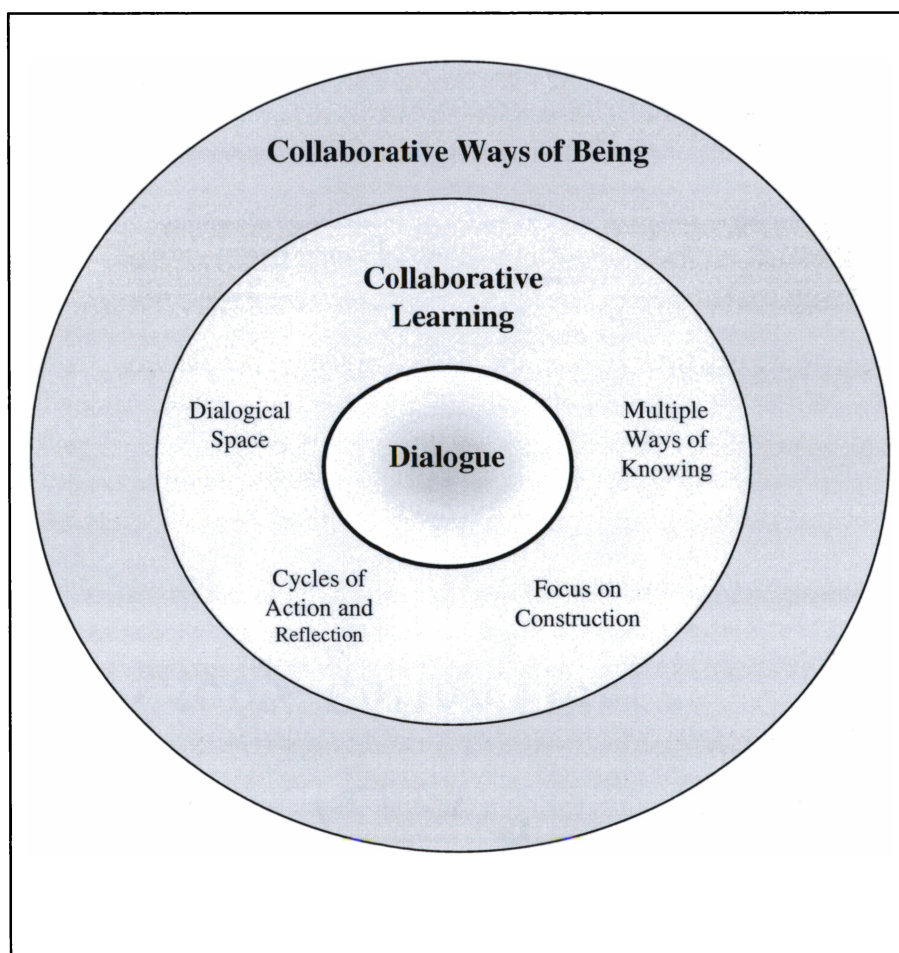 Collaborative Ways of Being
Collaborative
Learning
Dialogical
Space
Dialogue
Multiple
Ways of
Knowing
Cycles of
Action and
Reflection
Focus on
Construction